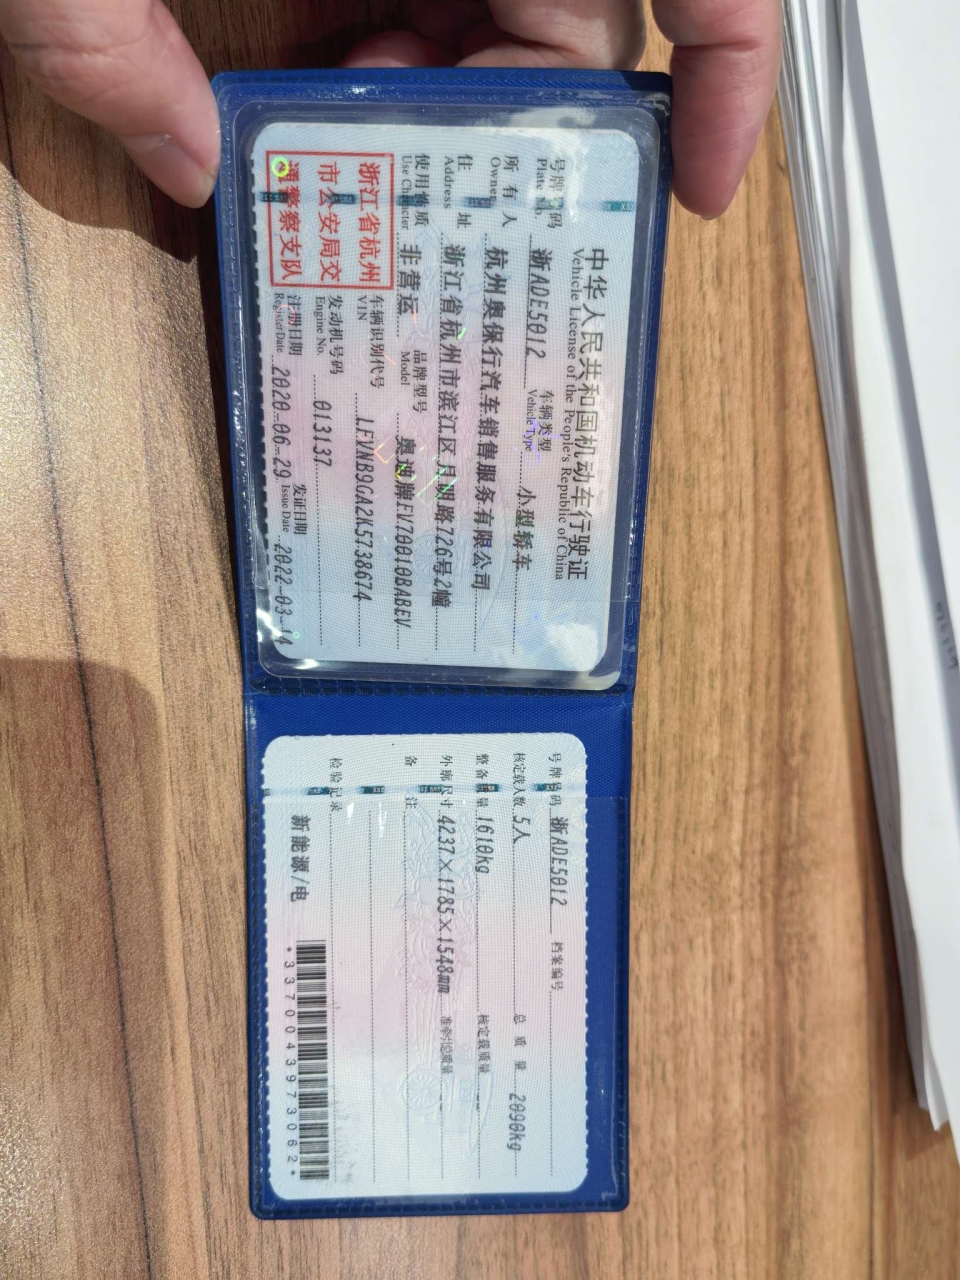 中华人民共和国机动车行驶证
Vehicle License of the People's Republic of China
号牌号码 浙ADE5012 车辆类型 小型轿车
Plate No. Vehicle Type
所有人 杭州奥保行汽车销售服务有限公司
Owner
住址 浙江省杭州市滨江区月明路726号2幢
Address
使用性质 非营运 品牌型号 奥迪牌FV7001BABEV
Use Character Model
浙江省杭州
市公安局交
通警察支队
车辆识别代号 LFVNB9GA2K5738674
VIN
发动机号码 013137
Engine No.
注册日期 2020-06-29 发证日期 2022-03-14
Register Date Issue Date
号牌号码 浙ADE5012 档案编号
核定载人数 5人 总质量 2090kg
整备质量 1610kg 核定载质量
外廓尺寸 4237×1785×1548mm 准牵引总质量
备注
检验记录
新能源/电
*3370043973062*